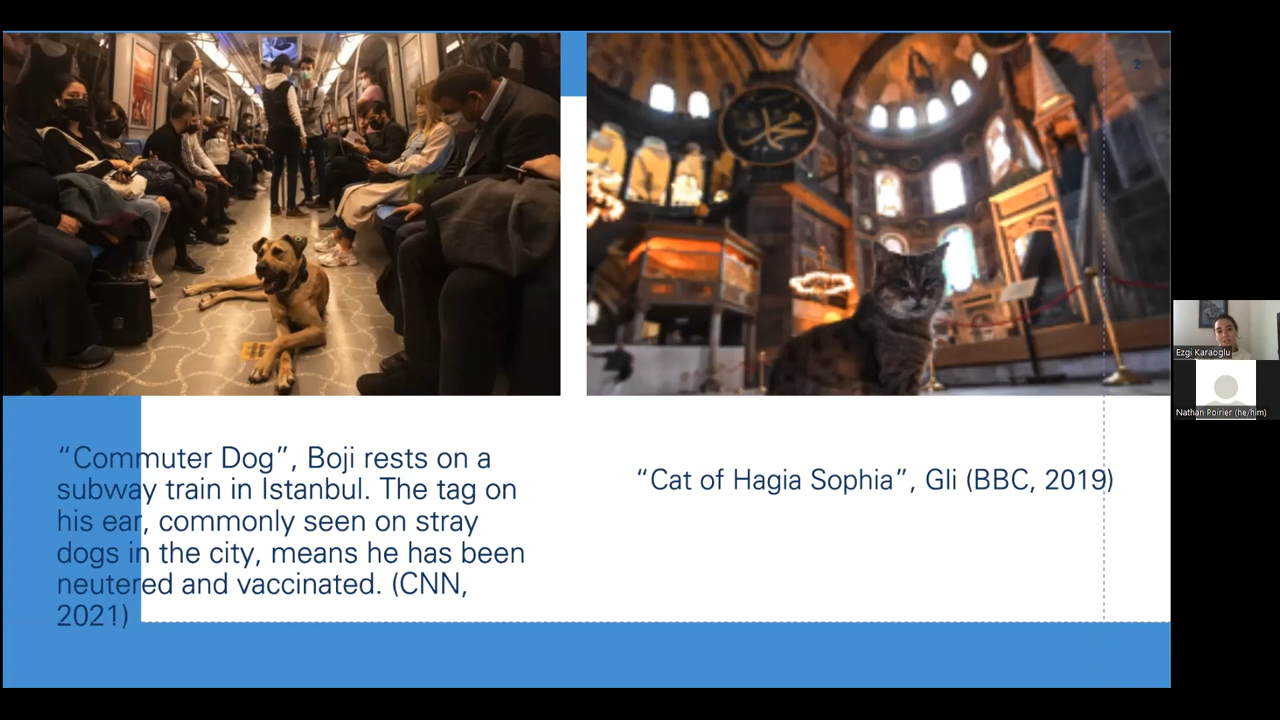 2
محمد
“Commuter Dog”, Boji rests on a
subway train in Istanbul. The tag on
his ear, commonly seen on stray
dogs in the city, means he has been
neutered and vaccinated. (CNN,
2021)
“Cat of Hagia Sophia”, Gli (BBC, 2019)
Ezgi Karaoglu
Nathan Poirier (he/him)